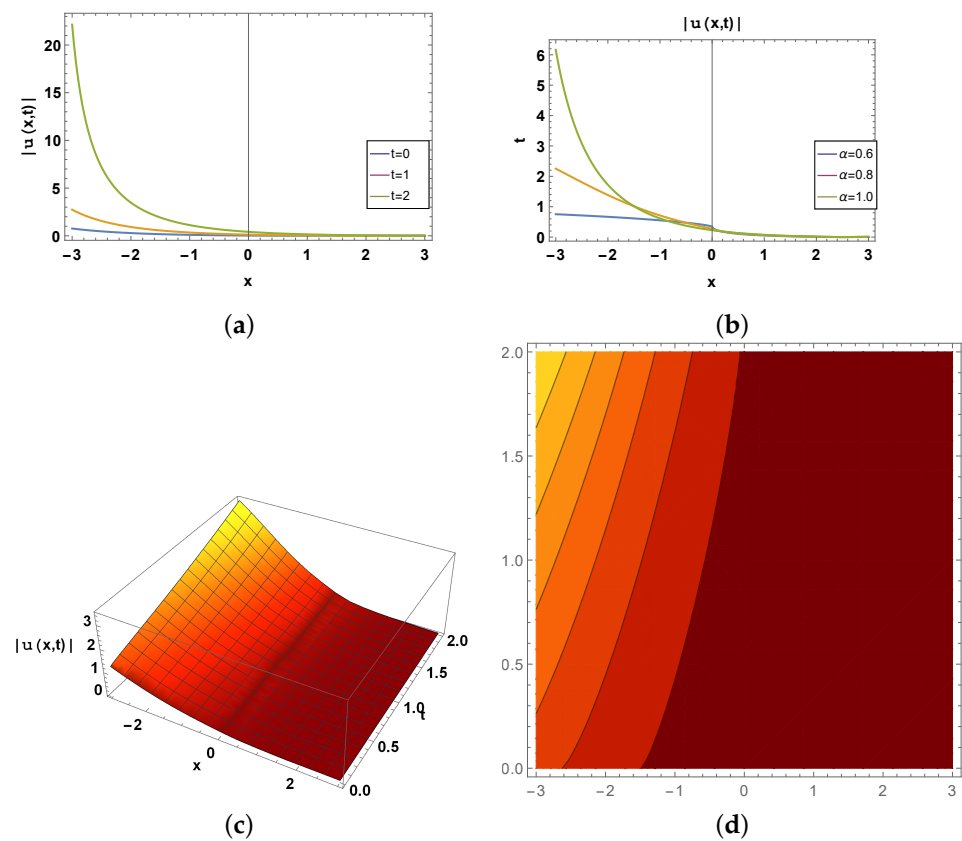 |u(x,t)|
20
15
10
5
0
−3 −2 −1 0 1 2 3
x
t=0
t=1
t=2
(a)
|u(x,t)|
t
6
5
4
3
2
1
0
−3 −2 −1 0 1 2 3
x
α=0.6
α=0.8
α=1.0
(b)
|u(x,t)|
3
2
1
0
−2
0
2
x
0.0
0.5
1.0
1.5
2.0
t
(c)
2.0
1.5
1.0
0.5
0.0
−3 −2 −1 0 1 2 3
(d)